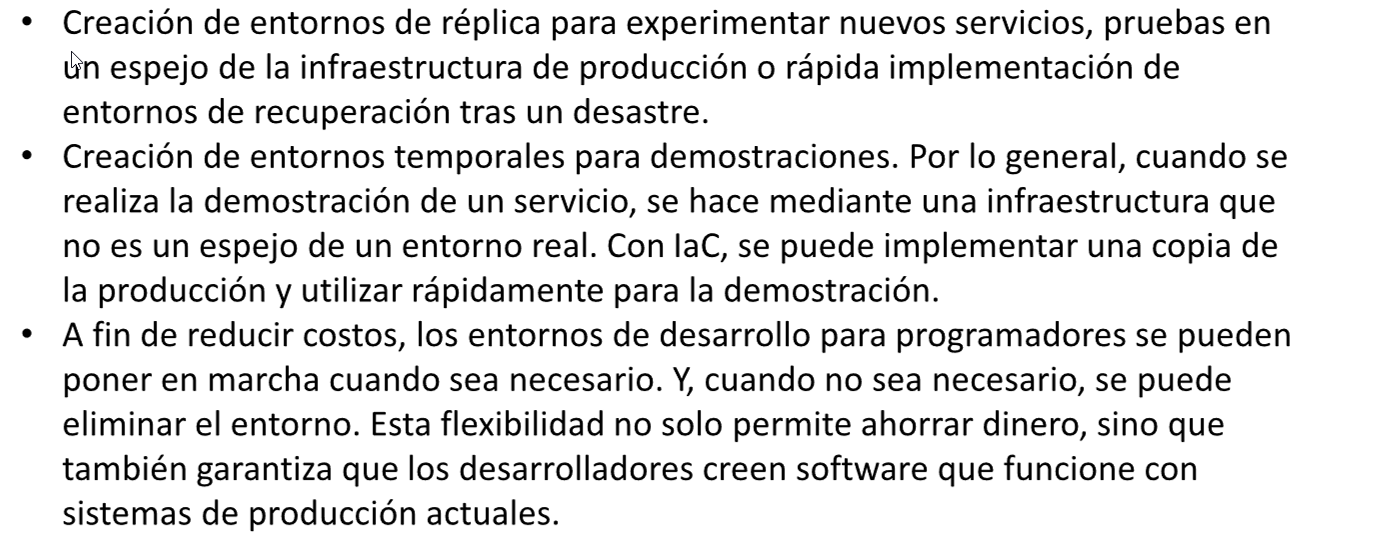 • Creación de entornos de réplica para experimentar nuevos servicios, pruebas en
un espejo de la infraestructura de producción o rápida implementación de
entornos de recuperación tras un desastre.
• Creación de entornos temporales para demostraciones. Por lo general, cuando se
realiza la demostración de un servicio, se hace mediante una infraestructura que
no es un espejo de un entorno real. Con IaC, se puede implementar una copia de
la producción y utilizar rápidamente para la demostración.
• A fin de reducir costos, los entornos de desarrollo para programadores se pueden
poner en marcha cuando sea necesario. Y, cuando no sea necesario, se puede
eliminar el entorno. Esta flexibilidad no solo permite ahorrar dinero, sino que
también garantiza que los desarrolladores creen software que funcione con
sistemas de producción actuales.